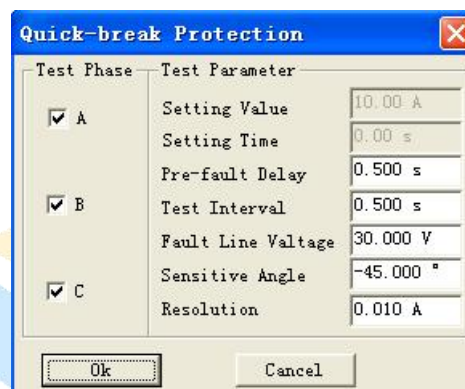 Quick-break Protection
Test Phase
A
B
C
Test Parameter
Setting Value 10.00 A
Setting Time 0.00 s
Pre-fault Delay 0.500 s
Test Interval 0.500 s
Fault Line Valtage 30.000 V
Sensitive Angle -45.000 °
Resolution 0.010 A
Ok
Cancel